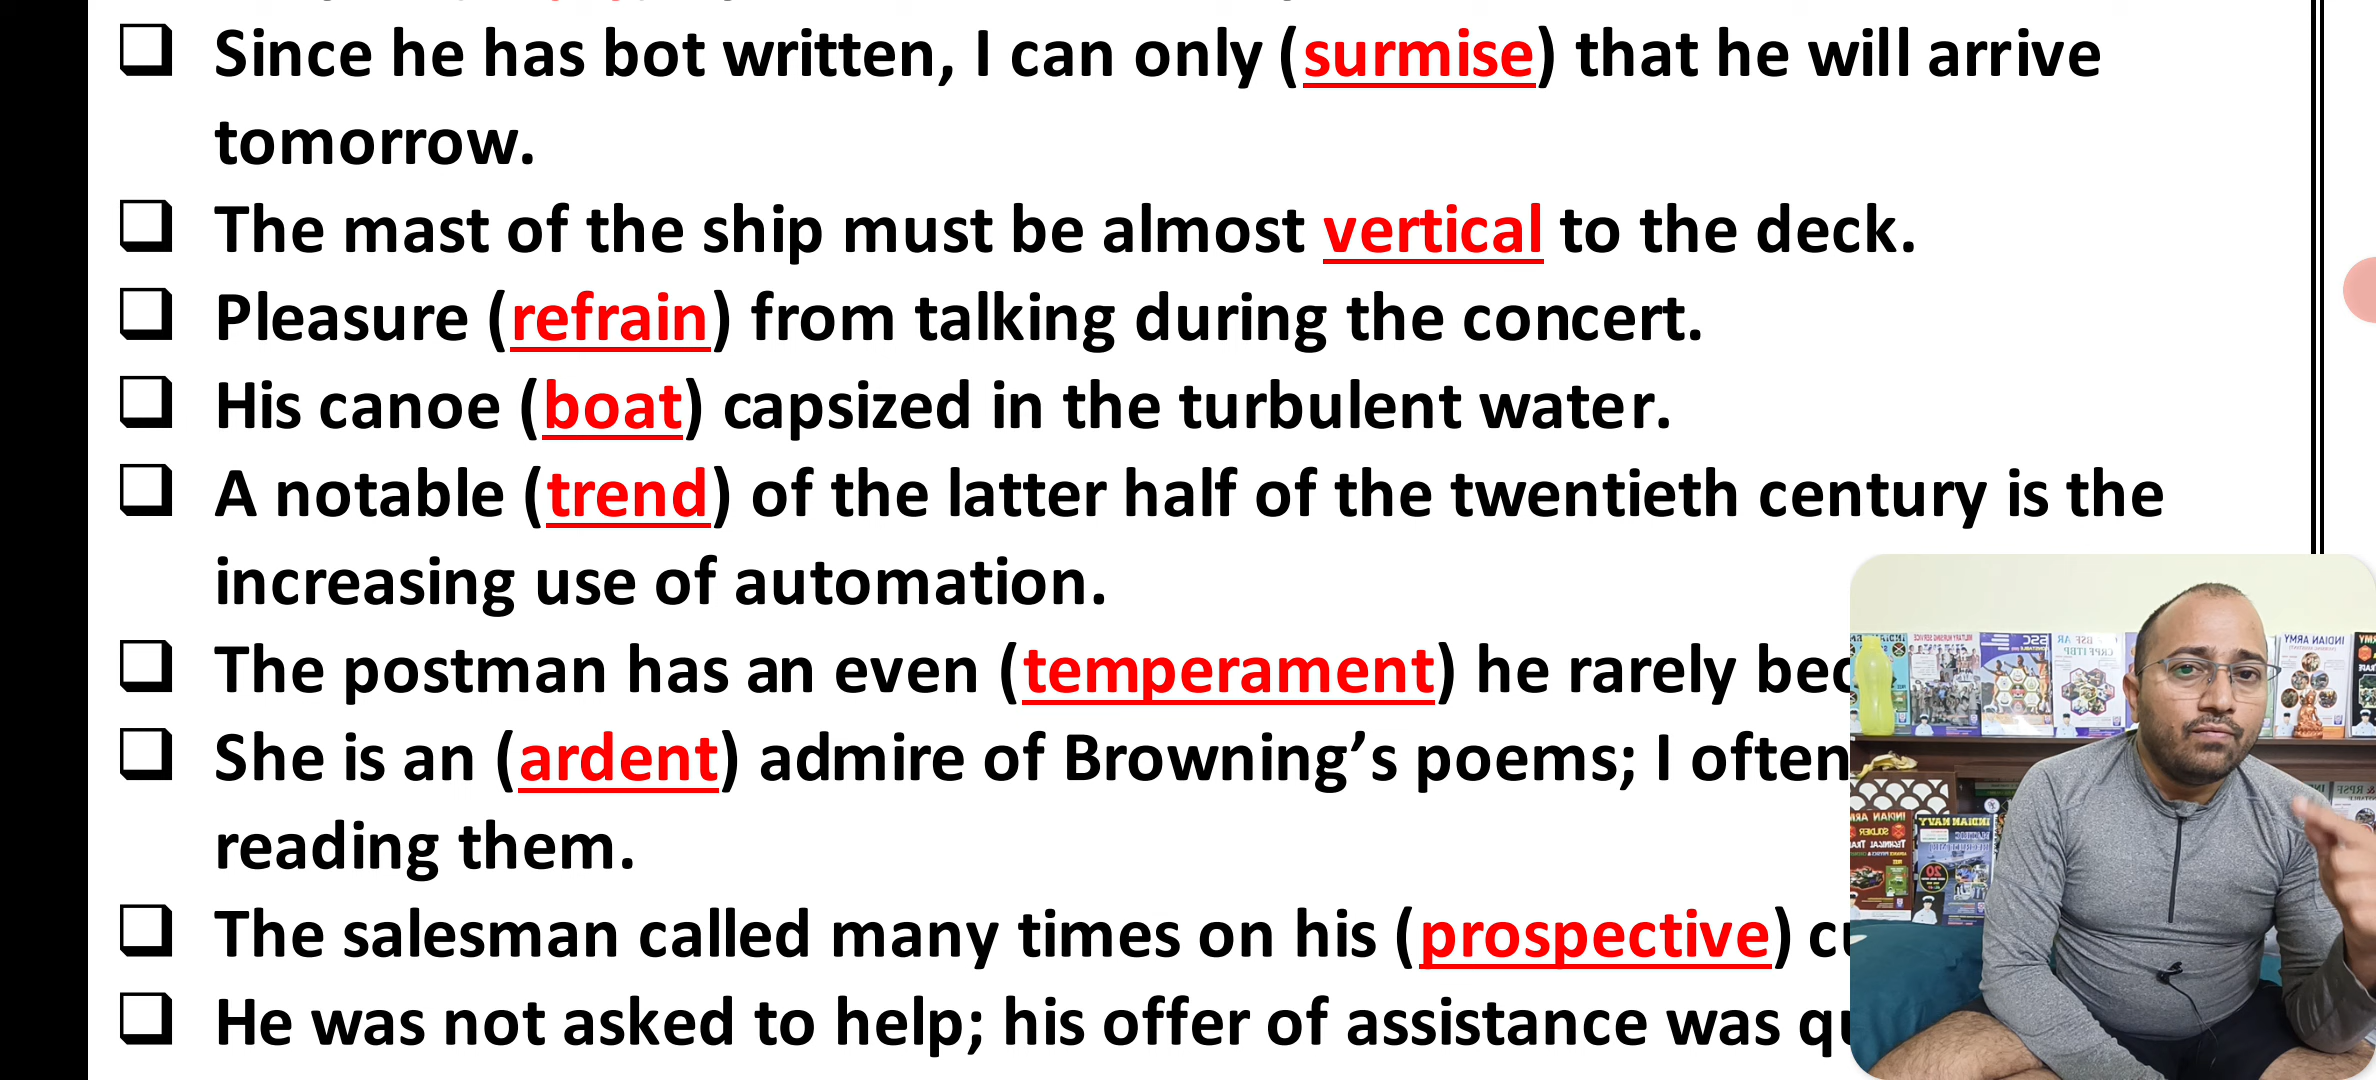 ❑ Since he has bot written, I can only (surmise) that he will arrive
tomorrow.
❑ The mast of the ship must be almost vertical to the deck.
❑ Pleasure (refrain) from talking during the concert.
❑ His canoe (boat) capsized in the turbulent water.
❑ A notable (trend) of the latter half of the twentieth century is the
increasing use of automation.
❑ The postman has an even (temperament) he rarely
❑ She is an (ardent) admire of Browning’s poems; I often
reading them.
❑ The salesman called many times on his (prospective)
❑ He was not asked to help; his offer of assistance was
INDIAN ARMY
INDIAN NAVY